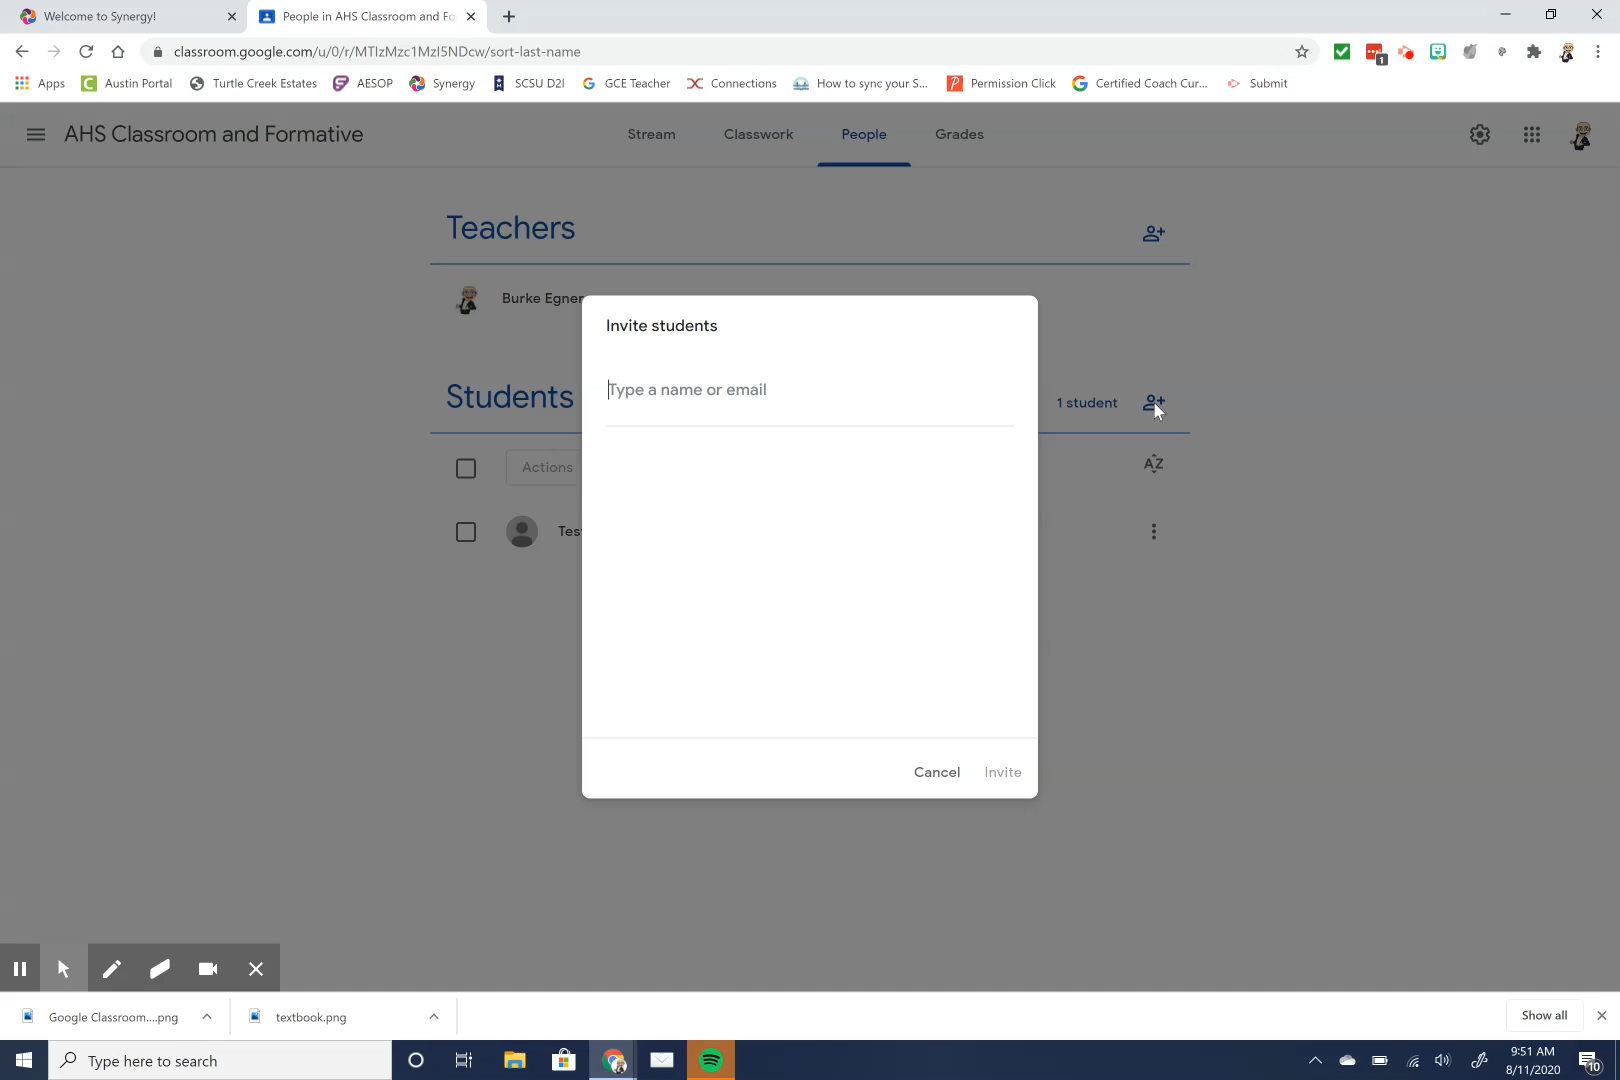 Welcome to Synergy!
People in AHS Classroom and Fo
classroom.google.com/u/0/r/MTIzMzc1MzI5NDcw/sort-last-name
1
Apps
Austin Portal
Turtle Creek Estates
AESOP
Synergy
SCSU D2l
GCE Teacher
Connections
How to sync your S...
Permission Click
Certified Coach Cur...
Submit
AHS Classroom and Formative
Stream
Classwork
People
Grades
Teachers
Burke Egner
Invite students
Type a name or email
Students
1 student
Actions
AZ
Tes
Cancel
Invite
Google Classroom....png
textbook.png
Show all
Type here to search
9:51 AM
8/11/2020
10